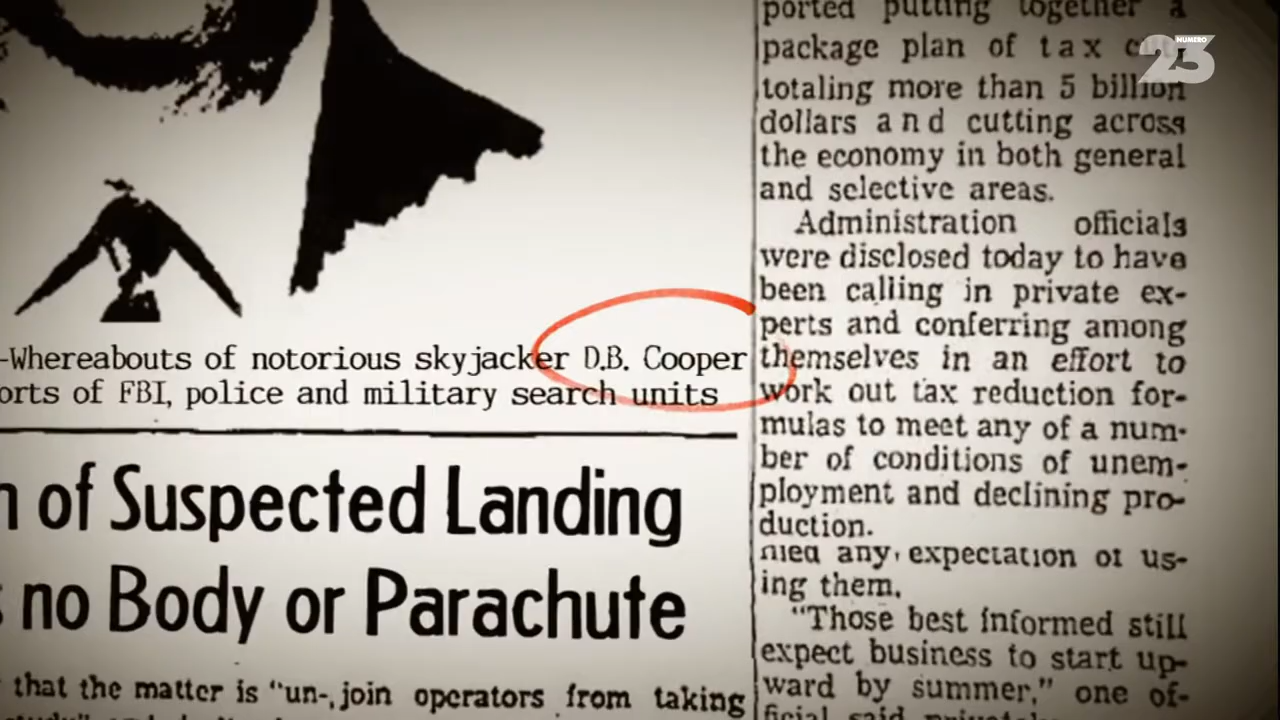 -Whereabouts of notorious skyjacker D.B. Cooper
orts of FBI, police and military search units
n of Suspected Landing
no Body or Parachute
that the matter is "un-, join operators from taking
ported putting together a
package plan of tax
totaling more than 5 billion
dollars and cutting across
the economy in both general
and selective areas.
Administration officials
were disclosed today to have
been calling in private ex-
perts and conferring among
themselves in an effort to
work out tax reduction for-
mulas to meet any of a num-
ber of conditions of unem-
ployment and declining pro-
duction.
any, expectation of us-
ing them.
"Those best informed still
expect business to start up-
ward by summer," one of-
ficial said
NUMERO
23